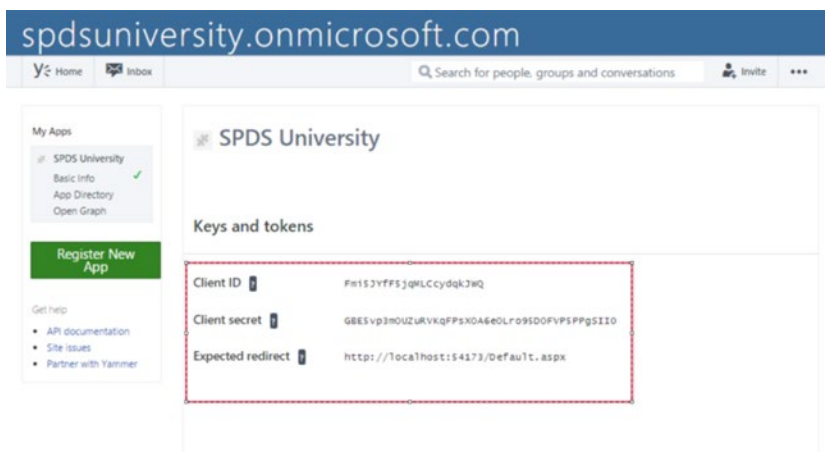 spdsuniversity.onmicrosoft.com
Home Inbox Search for people, groups and conversations Invite
My Apps
SPDS University
Basic Info
App Directory
Open Graph
Register New
App
Get help
API documentation
Site issues
Partner with Yammer
SPDS University
Keys and tokens
Client ID ?
Client secret ?
Expected redirect ? http://localhost:54173/Default.aspx